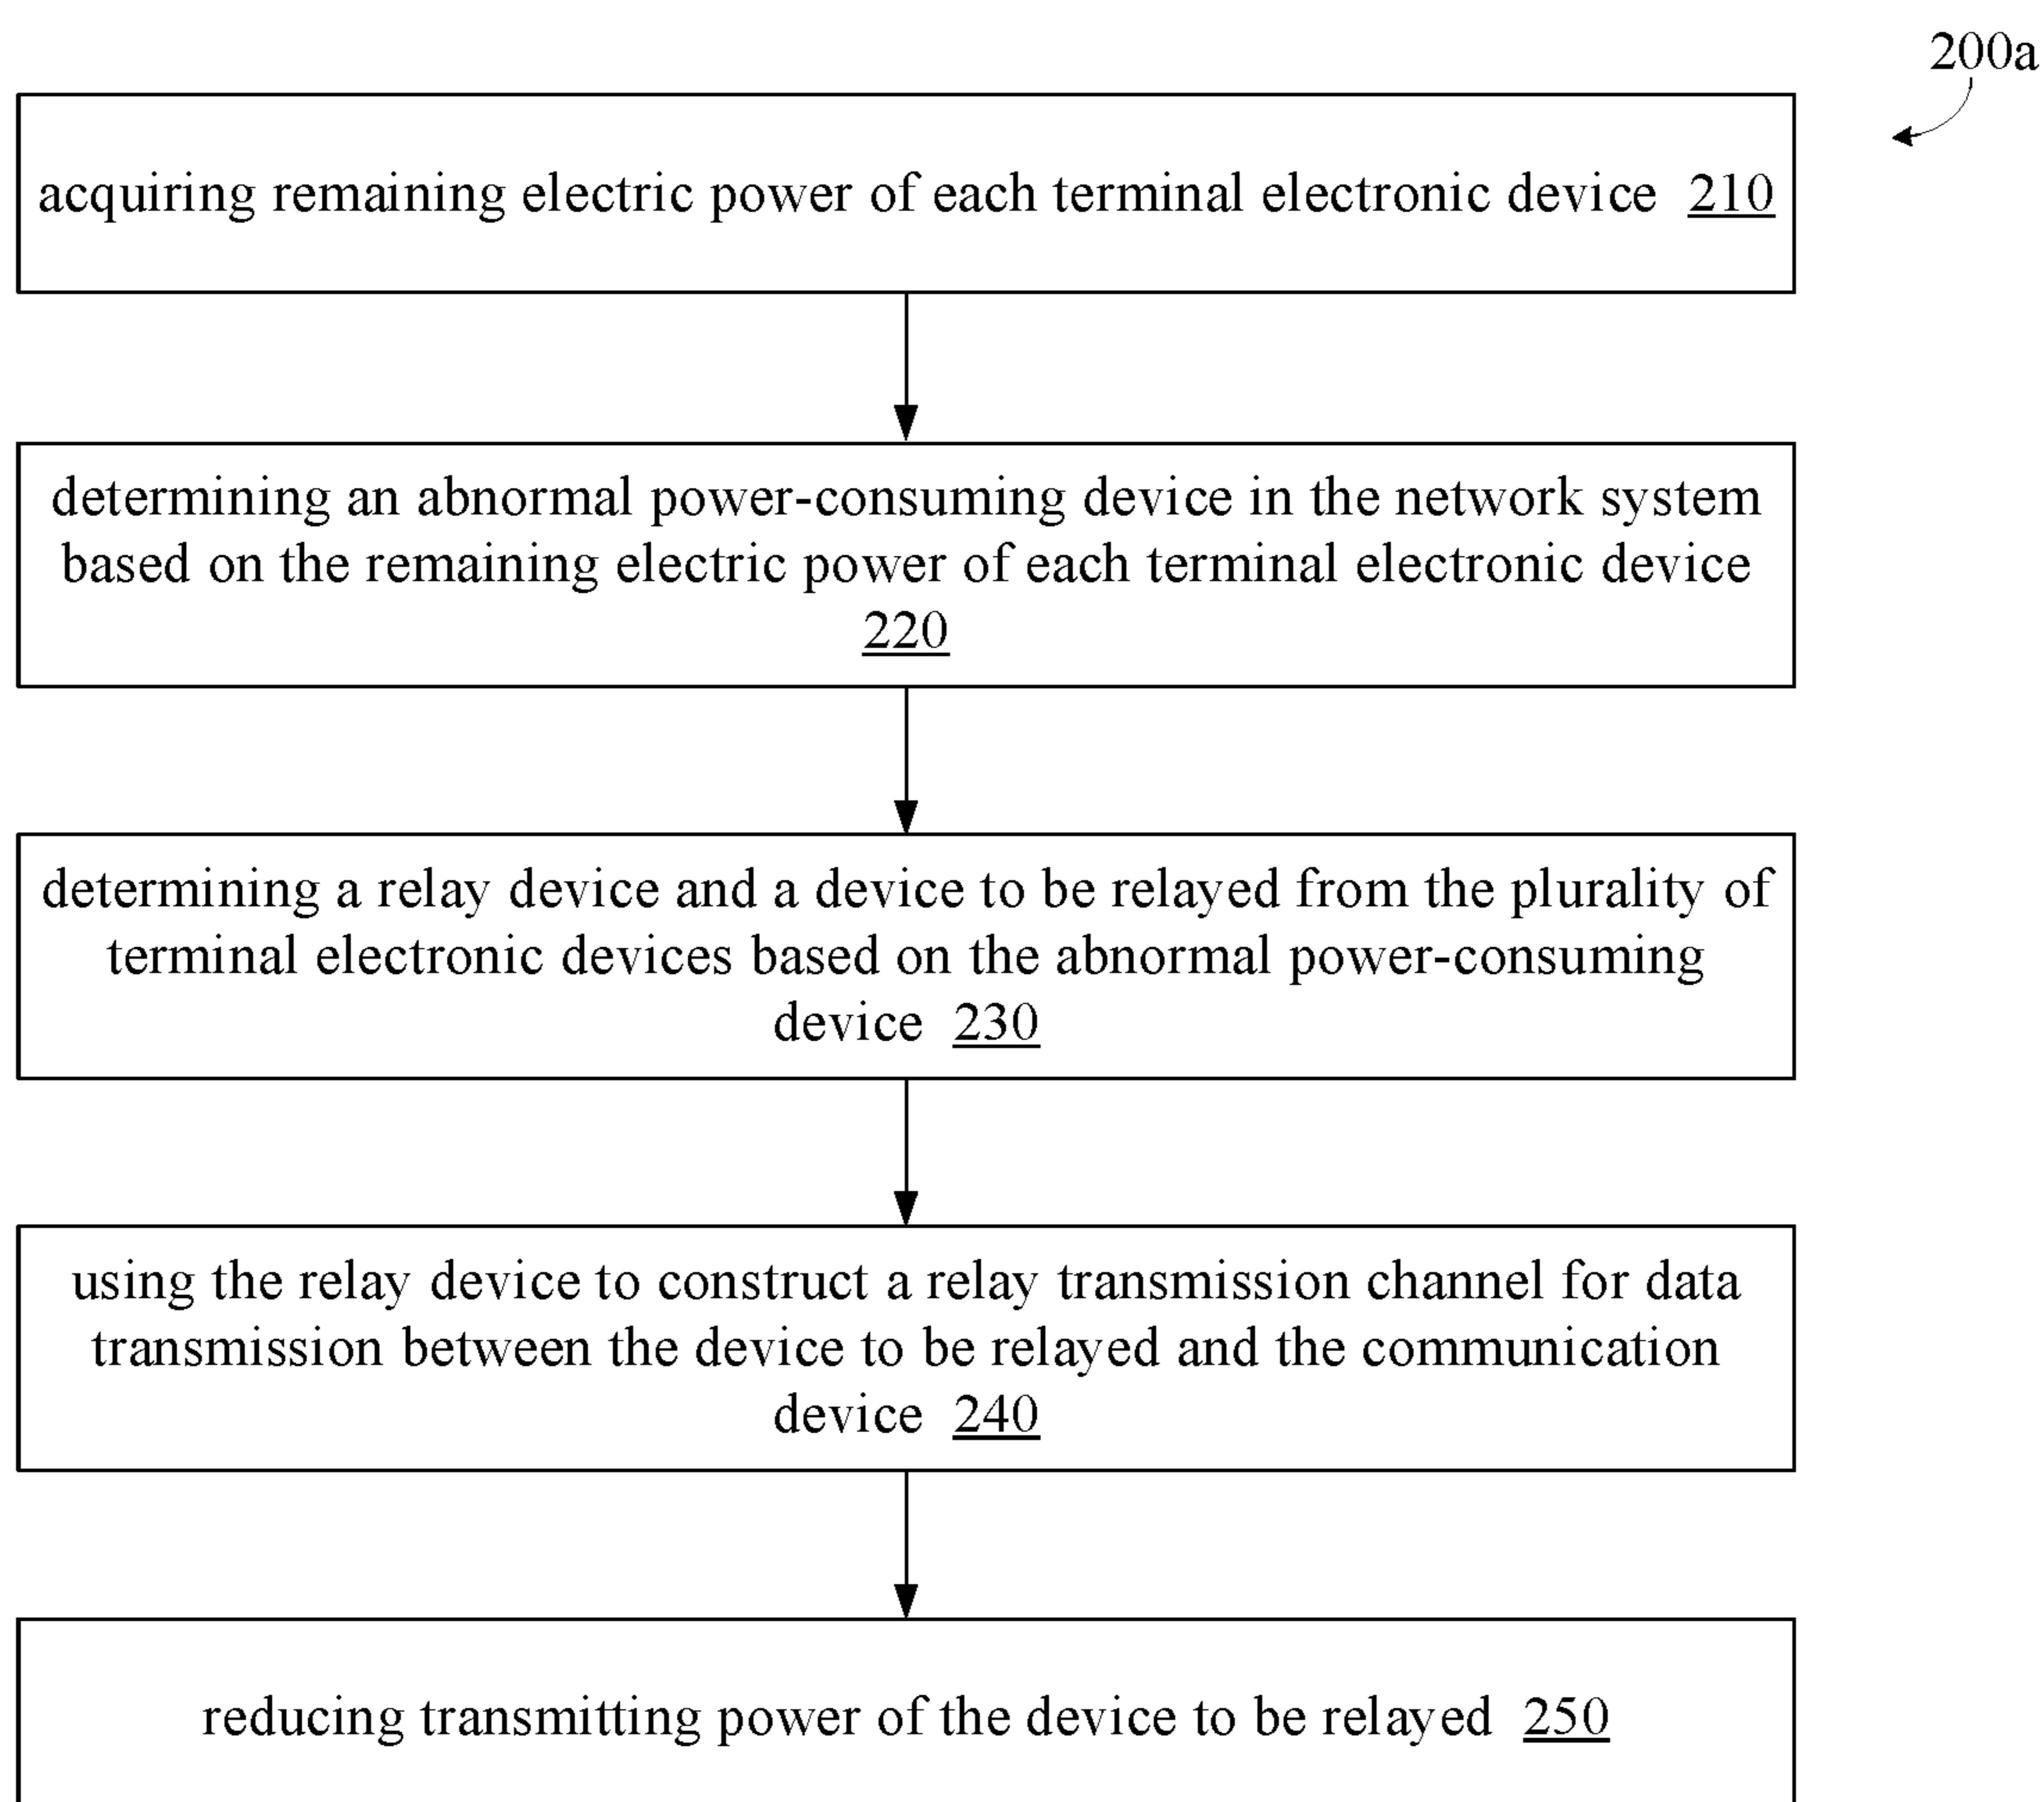 200a
acquiring remaining electric power of each terminal electronic device 210
determining an abnormal power-consuming device in the network system
based on the remaining electric power of each terminal electronic device
220
determining a relay device and a device to be relayed from the plurality of
terminal electronic devices based on the abnormal power-consuming
device 230
using the relay device to construct a relay transmission channel for data
transmission between the device to be relayed and the communication
device 240
reducing transmitting power of the device to be relayed 250